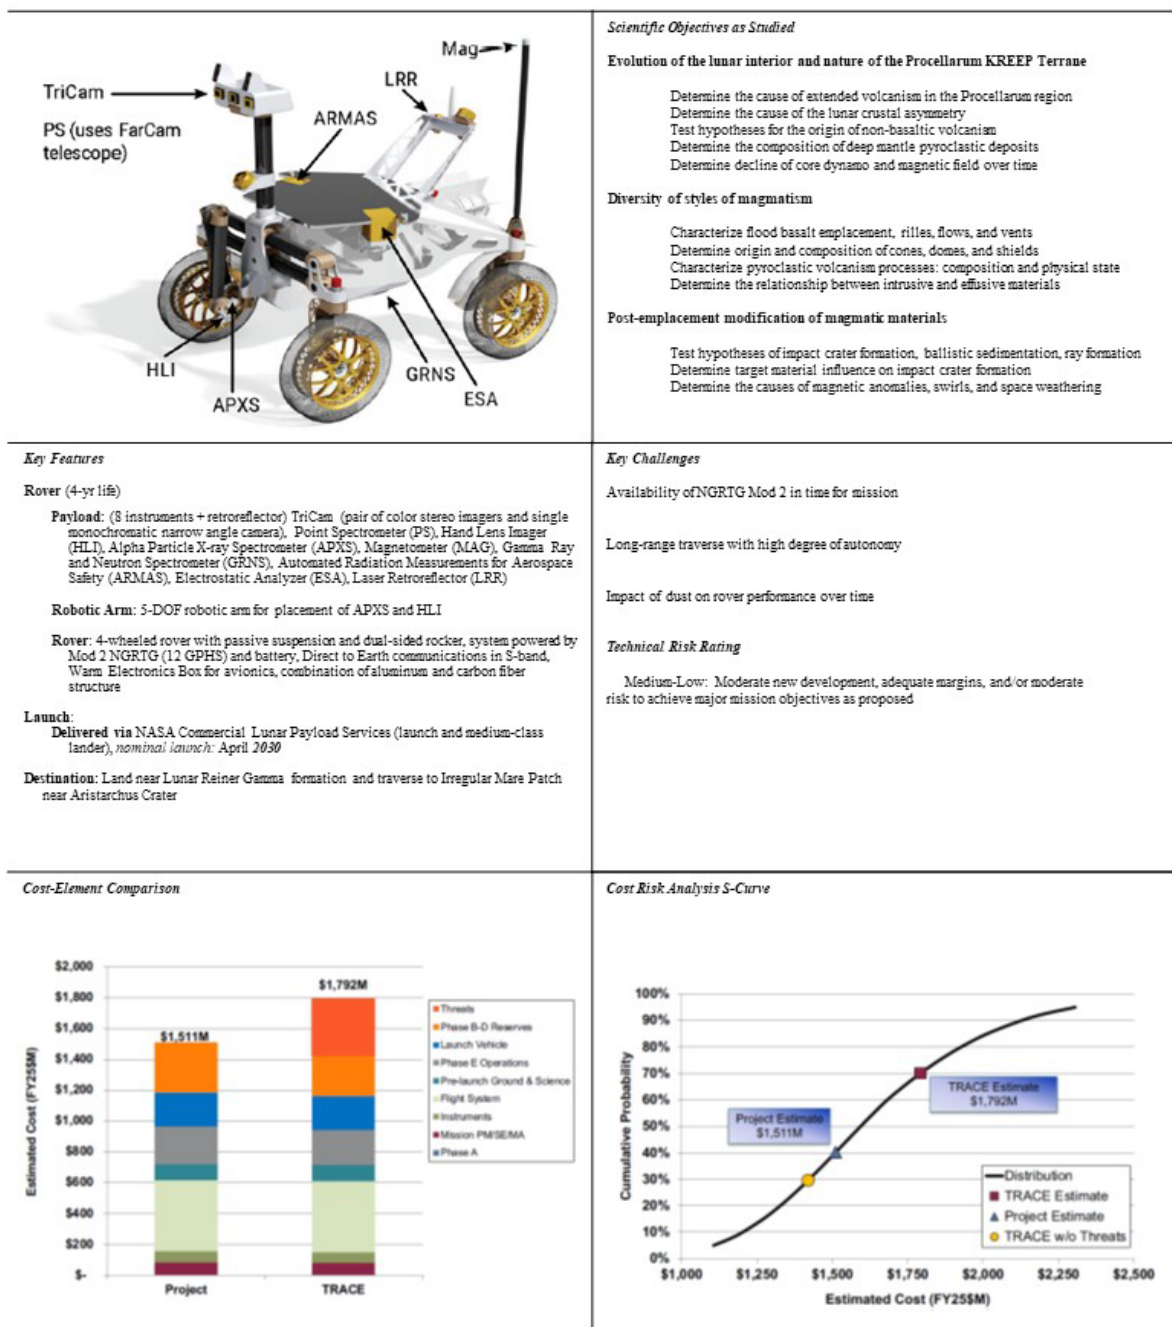 Mag
LRR
TriCam
ARMAS
PS (uses FarCam
telescope)
HLI
GRNS
APXS
ESA
Scientific Objectives as Studied
Evolution of the lunar interior and nature of the Procellarum KREEP Terrane
Determine the cause of extended volcanism in the Procellarum region
Determine the cause of the lunar crustal asymmetry
Test hypotheses for the origin of non-basaltic volcanism
Determine the composition of deep mantle pyroclastic deposits
Determine decline of core dynamo and magnetic field over time
Diversity of styles of magmatism
Characterize flood basalt emplacement, rilles, flows, and vents
Determine origin and composition of cones, domes, and shields
Characterize pyroclastic volcanism processes: composition and physical state
Determine the relationship between intrusive and effusive materials
Post-emplacement modification of magmatic materials
Test hypotheses of impact crater formation, ballistic sedimentation, ray formation
Determine target material influence on impact crater formation
Determine the causes of magnetic anomalies, swirls, and space weathering
Key Features
Rover (4-yr life)
Payload: (8 instruments + retroreflector) TriCam (pair of color stereo imagers and single
monochromatic narrow angle camera), Point Spectrometer (PS), Hand Lens Imager
(HLI), Alpha Particle X-ray Spectrometer (APXS), Magnetometer (MAG), Gamma Ray
and Neutron Spectrometer (GRNS), Automated Radiation Measurements for Aerospace
Safety (ARMAS), Electrostatic Analyzer (ESA), Laser Retroreflector (LRR)
Robotic Arm: 5-DOF robotic arm for placement of APXS and HLI
Rover: 4-wheeled rover with passive suspension and dual-sided rocker, system powered by
Mod 2 NGRTG (12 GPHS) and battery, Direct to Earth communications in S-band,
Warm Electronics Box for avionics, combination of aluminum and carbon fiber
structure
Launch:
Delivered via NASA Commercial Lunar Payload Services (launch and medium-class
lander), nominal launch: April 2030
Destination: Land near Lunar Reiner Gamma formation and traverse to Irregular Mare Patch
near Aristarchus Crater
Key Challenges
Availability of NGRTG Mod 2 in time for mission
Long-range traverse with high degree of autonomy
Impact of dust on rover performance over time
Technical Risk Rating
Medium-Low: Moderate new development, adequate margins, and/or moderate
risk to achieve major mission objectives as proposed
Cost-Element Comparison
Estimated Cost (FY25$M)
$2,000
$1,800
$1,600
$1,400
$1,200
$1,000
$800
$600
$400
$200
$-
$1,511M
$1,792M
Project
TRACE
Threats
Phase B-D Reserves
Launch Vehicle
Phase E Operations
Pre-launch Ground & Science
Flight System
Instruments
Mission PM/SE/MA
Phase A
Cost Risk Analysis S-Curve
Cumulative Probability
100%
90%
80%
70%
60%
50%
40%
30%
20%
10%
0%
TRACE Estimate
$1,792M
Project Estimate
$1,511M
Distribution
TRACE Estimate
Project Estimate
TRACE w/o Threats
$1,000
$1,250
$1,500
$1,750
$2,000
$2,250
$2,500
Estimated Cost (FY25$M)